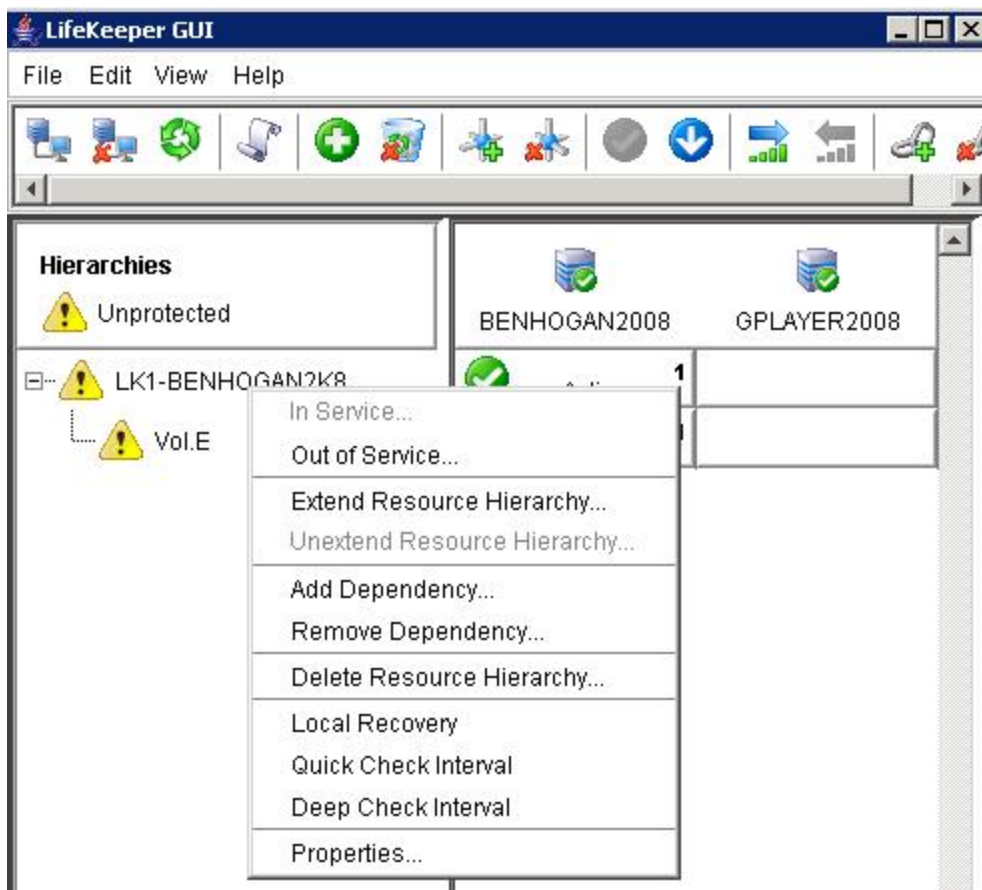 LifeKeeper GUI
File Edit View Help
Hierarchies
Unprotected
BENHOGAN2008 GPLAYER2008
LK1-BENHOGAN2K8
1
Vol.E
In Service...
Out of Service...
Extend Resource Hierarchy...
Unextend Resource Hierarchy...
Add Dependency...
Remove Dependency...
Delete Resource Hierarchy...
Local Recovery
Quick Check Interval
Deep Check Interval
Properties...